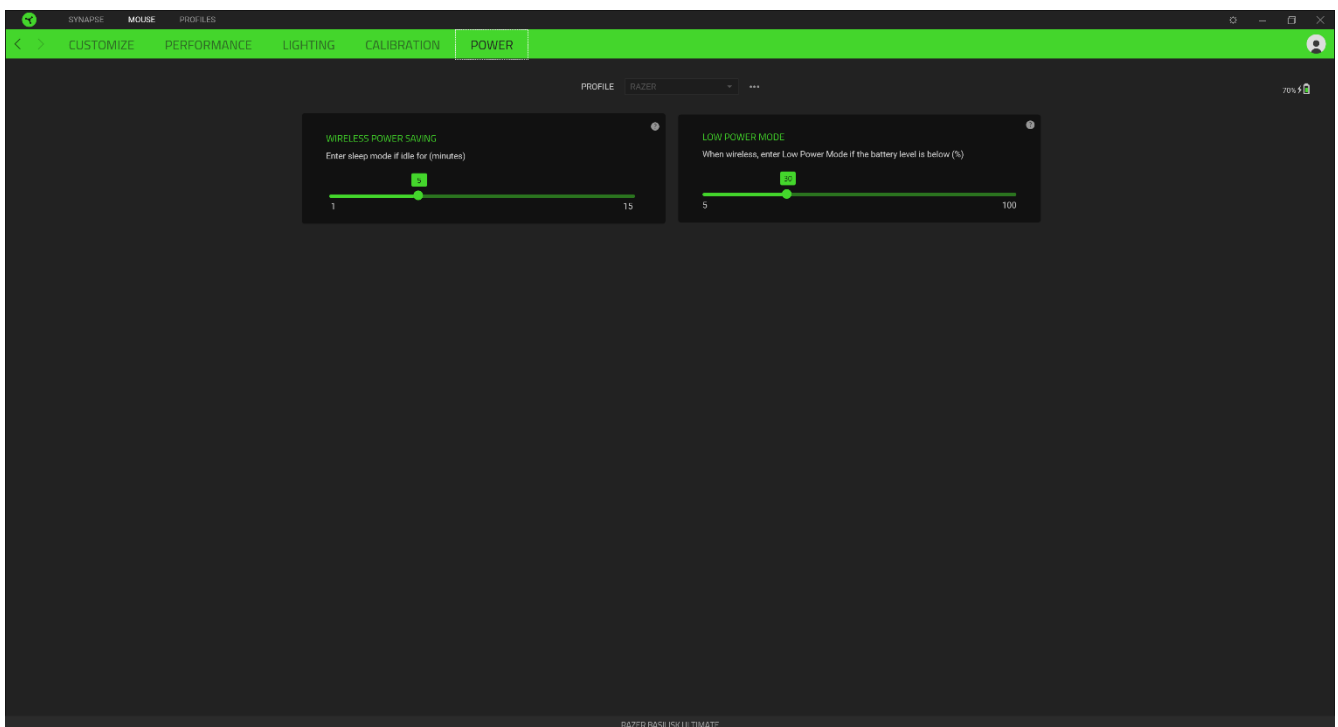 SYNAPSE MOUSE PROFILES
CUSTOMIZE PERFORMANCE LIGHTING CALIBRATION POWER
PROFILE RAZER
70%
WIRELESS POWER SAVING
Enter sleep mode if idle for (minutes)
5
1 15
LOW POWER MODE
When wireless, enter Low Power Mode if the battery level is below (%)
30
5 100
RAZER BASILISK ULTIMATE